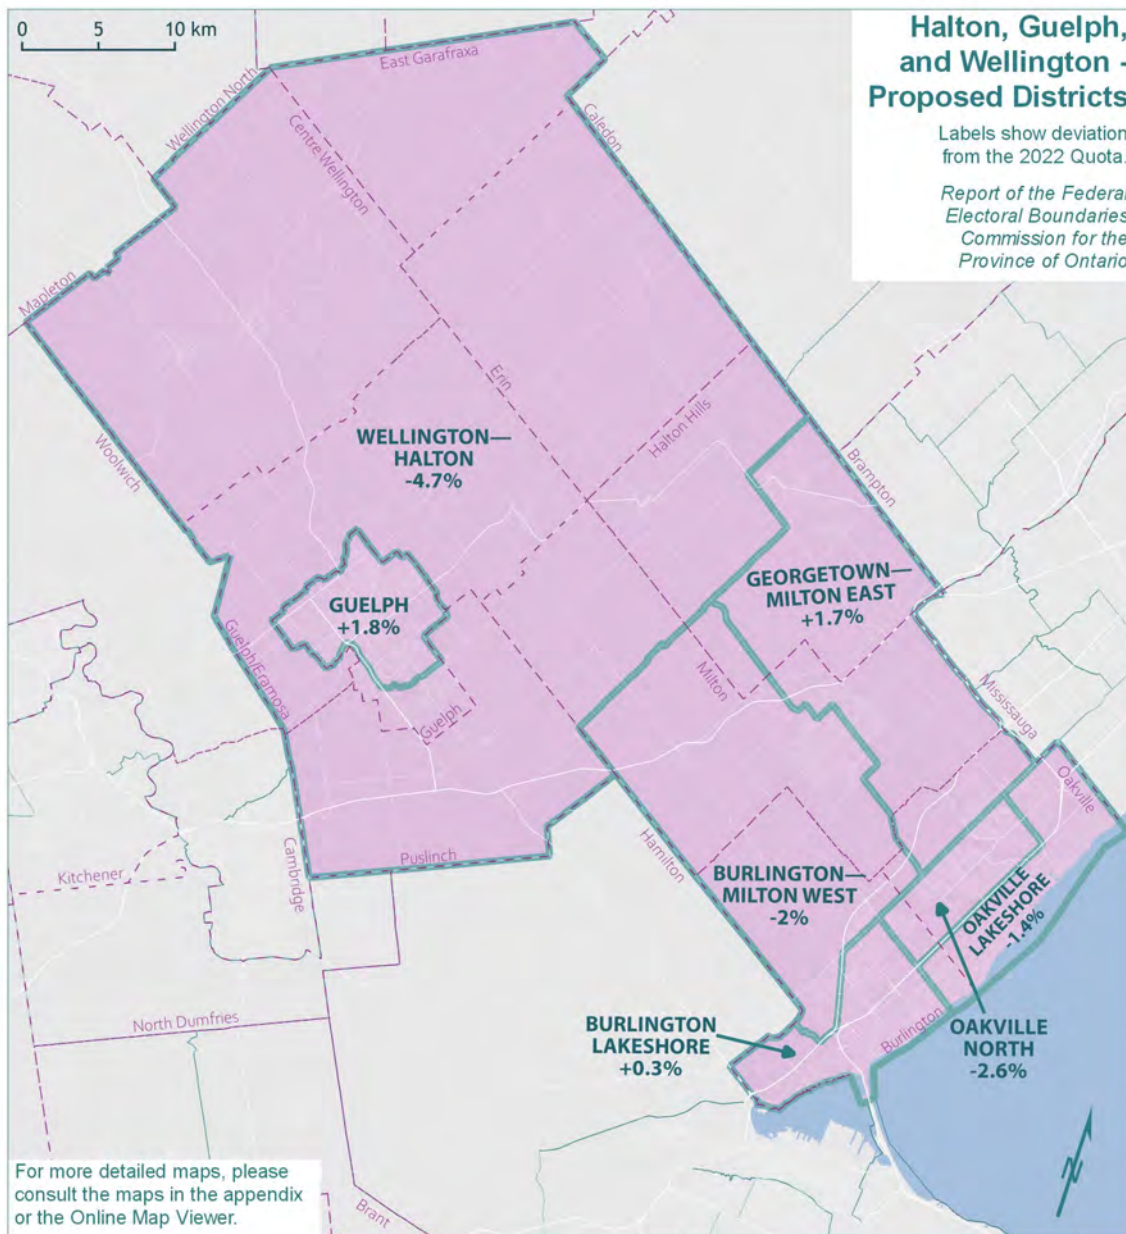 0 5 10 km
Halton, Guelph,
and Wellington -
Proposed Districts
Labels show deviation
from the 2022 Quota.
Report of the Federal
Electoral Boundaries
Commission for the
Province of Ontario
East Garafraxa
Wellington North
Centre Wellington
Caledon
Mapleton
Erin
Halton Hills
Woolwich
WELLINGTON—
HALTON
-4.7%
Brampton
GEORGETOWN—
MILTON EAST
+1.7%
GUELPH
+1.8%
Guelph/Eramosa
Guelph
Milton
Mississauga
Oakville
Hamilton
Puslinch
Cambridge
Kitchener
BURLINGTON—
MILTON WEST
-2%
OAKVILLE
LAKESHORE
-1.4%
North Dumfries
BURLINGTON
LAKESHORE
+0.3%
Burlington
OAKVILLE
NORTH
-2.6%
For more detailed maps, please
consult the maps in the appendix
or the Online Map Viewer.
Brant
N